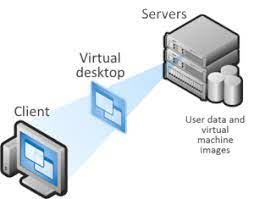 Servers
Virtual
desktop
Client
User data and
virtual
machine
images